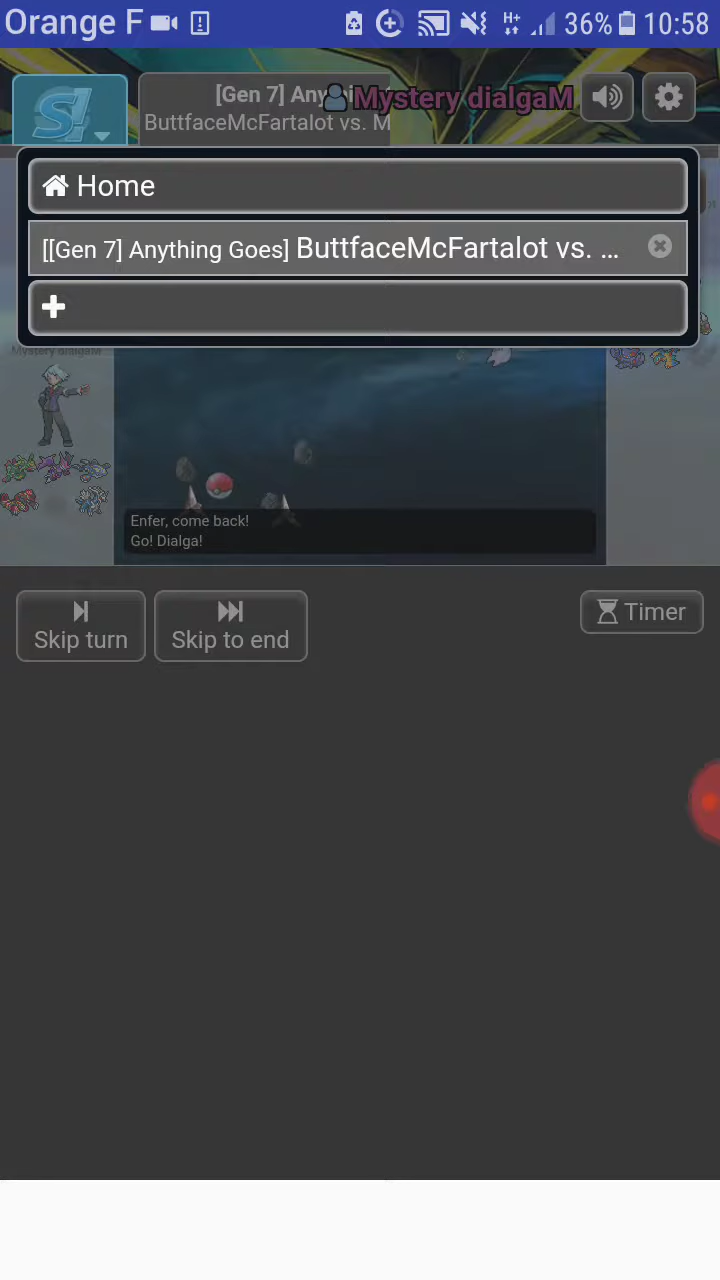 Orange F
H+ 36% 10:58
[Gen 7] Any
ButtfaceMcFartalot vs. M
Mystery dialgaM
Home
[[Gen 7] Anything Goes] ButtfaceMcFartalot vs. ...
Mystery dialgaM
Enfer, come back!
Go! Dialga!
Skip turn
Skip to end
Timer